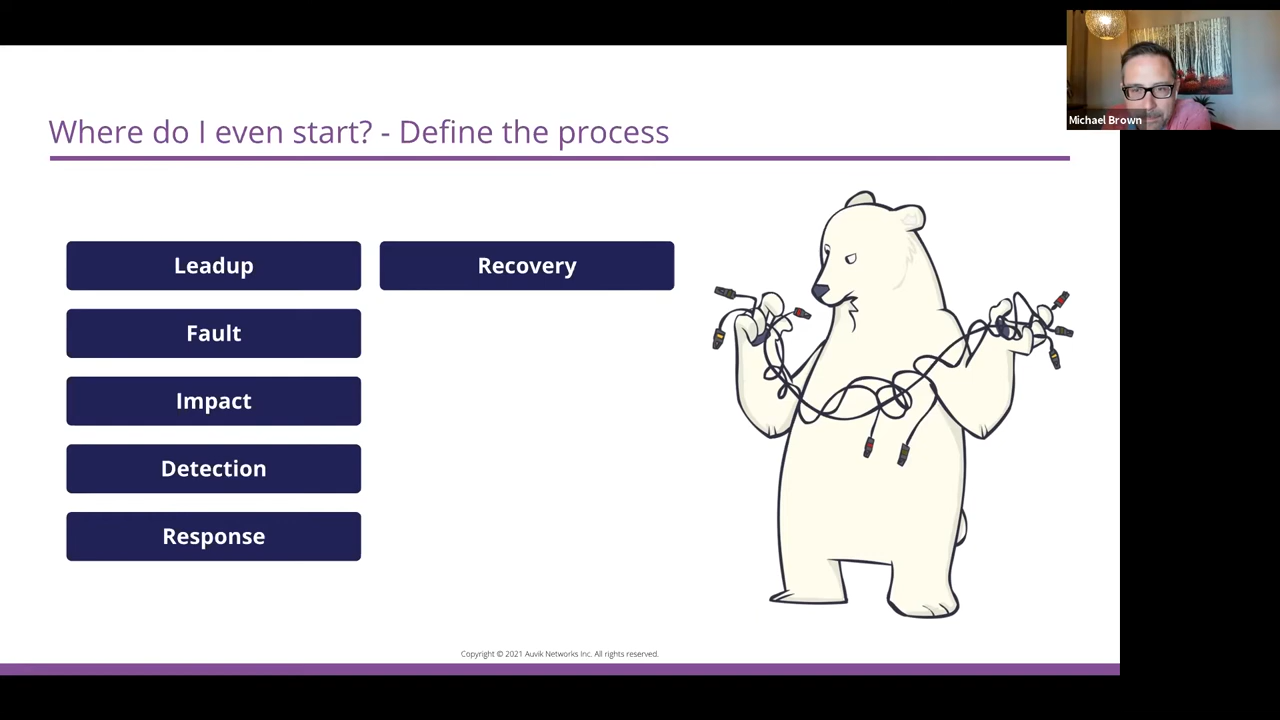 Michael Brown
Where do I even start? - Define the process
Leadup
Fault
Impact
Detection
Response
Recovery
Copyright © 2021 Auvik Networks Inc. All rights reserved.